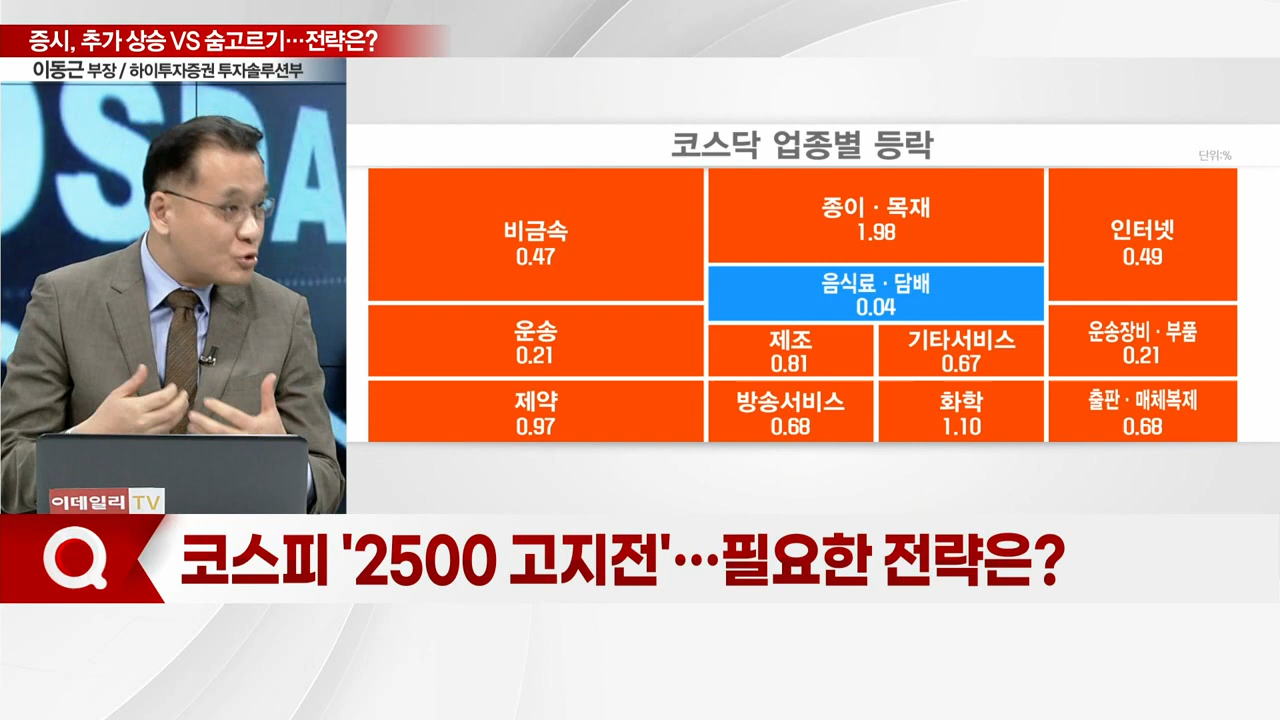 증시, 추가 상승 VS 숨고르기…전략은?
이동근 부장 / 하이투자증권 투자솔루션부
OSDA
코스닥 업종별 등락
단위:%
비금속
0.47
종이·목재
1.98
인터넷
0.49
음식료·담배
0.04
운송
0.21
제조
0.81
기타서비스
0.67
운송장비·부품
0.21
제약
0.97
방송서비스
0.68
화학
1.10
출판·매체복제
0.68
이데일리 TV
Q 코스피 '2500 고지전'…필요한 전략은?